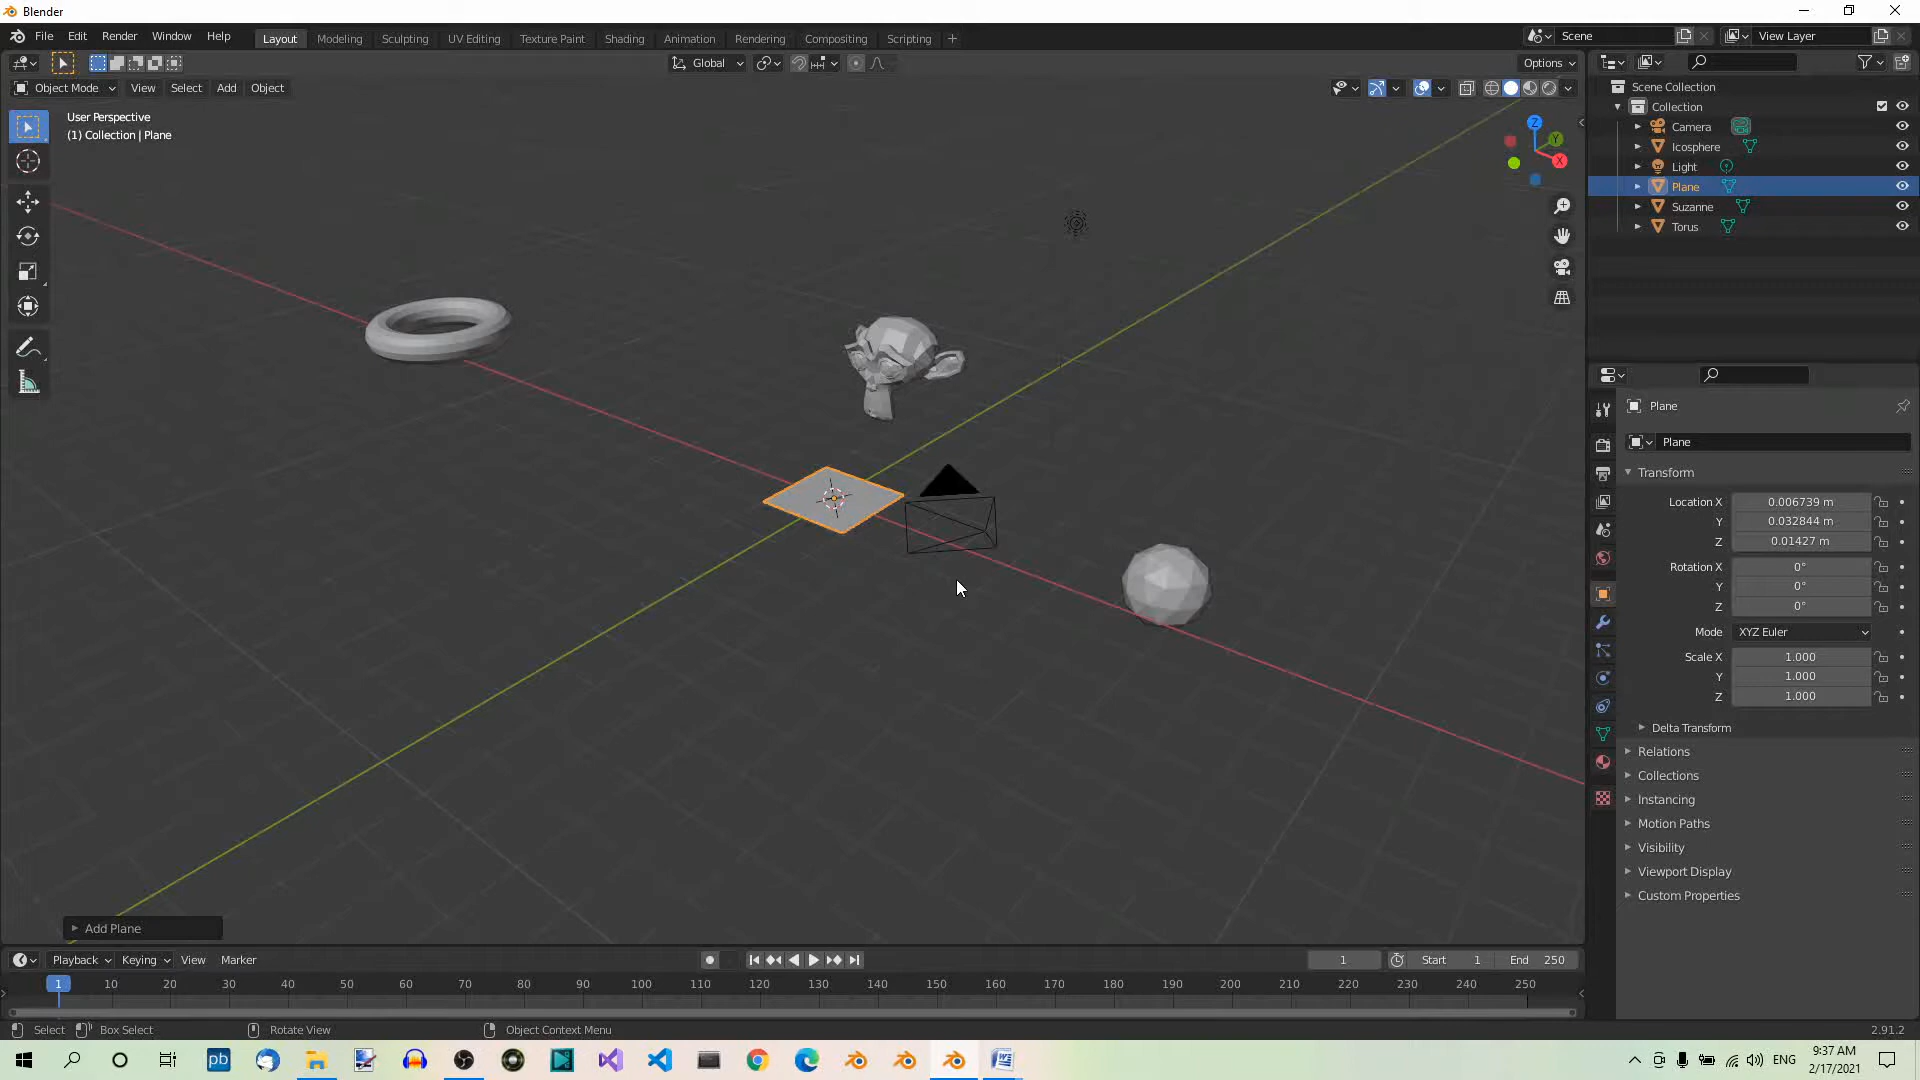 Blender
File Edit Render Window Help
Layout Modeling Sculpting UV Editing Texture Paint Shading Animation Rendering Compositing Scripting +
Scene
View Layer
Global
Options
Object Mode View Select Add Object
User Perspective
(1) Collection | Plane
Z
Y
X
Scene Collection
Collection
Camera
Icosphere
Light
Plane
Suzanne
Torus
Plane
Plane
Transform
Location X 0.006739 m
Y 0.032844 m
Z 0.01427 m
Rotation X 0°
Y 0°
Z 0°
Mode XYZ Euler
Scale X 1.000
Y 1.000
Z 1.000
Delta Transform
Relations
Collections
Instancing
Motion Paths
Visibility
Viewport Display
Custom Properties
Add Plane
Playback Keying View Marker
1 Start 1 End 250
1 10 20 30 40 50 60 70 80 90 100 110 120 130 140 150 160 170 180 190 200 210 220 230 240 250
Select Box Select Rotate View Object Context Menu 2.91.2
pb
ENG
9:37 AM
2/17/2021